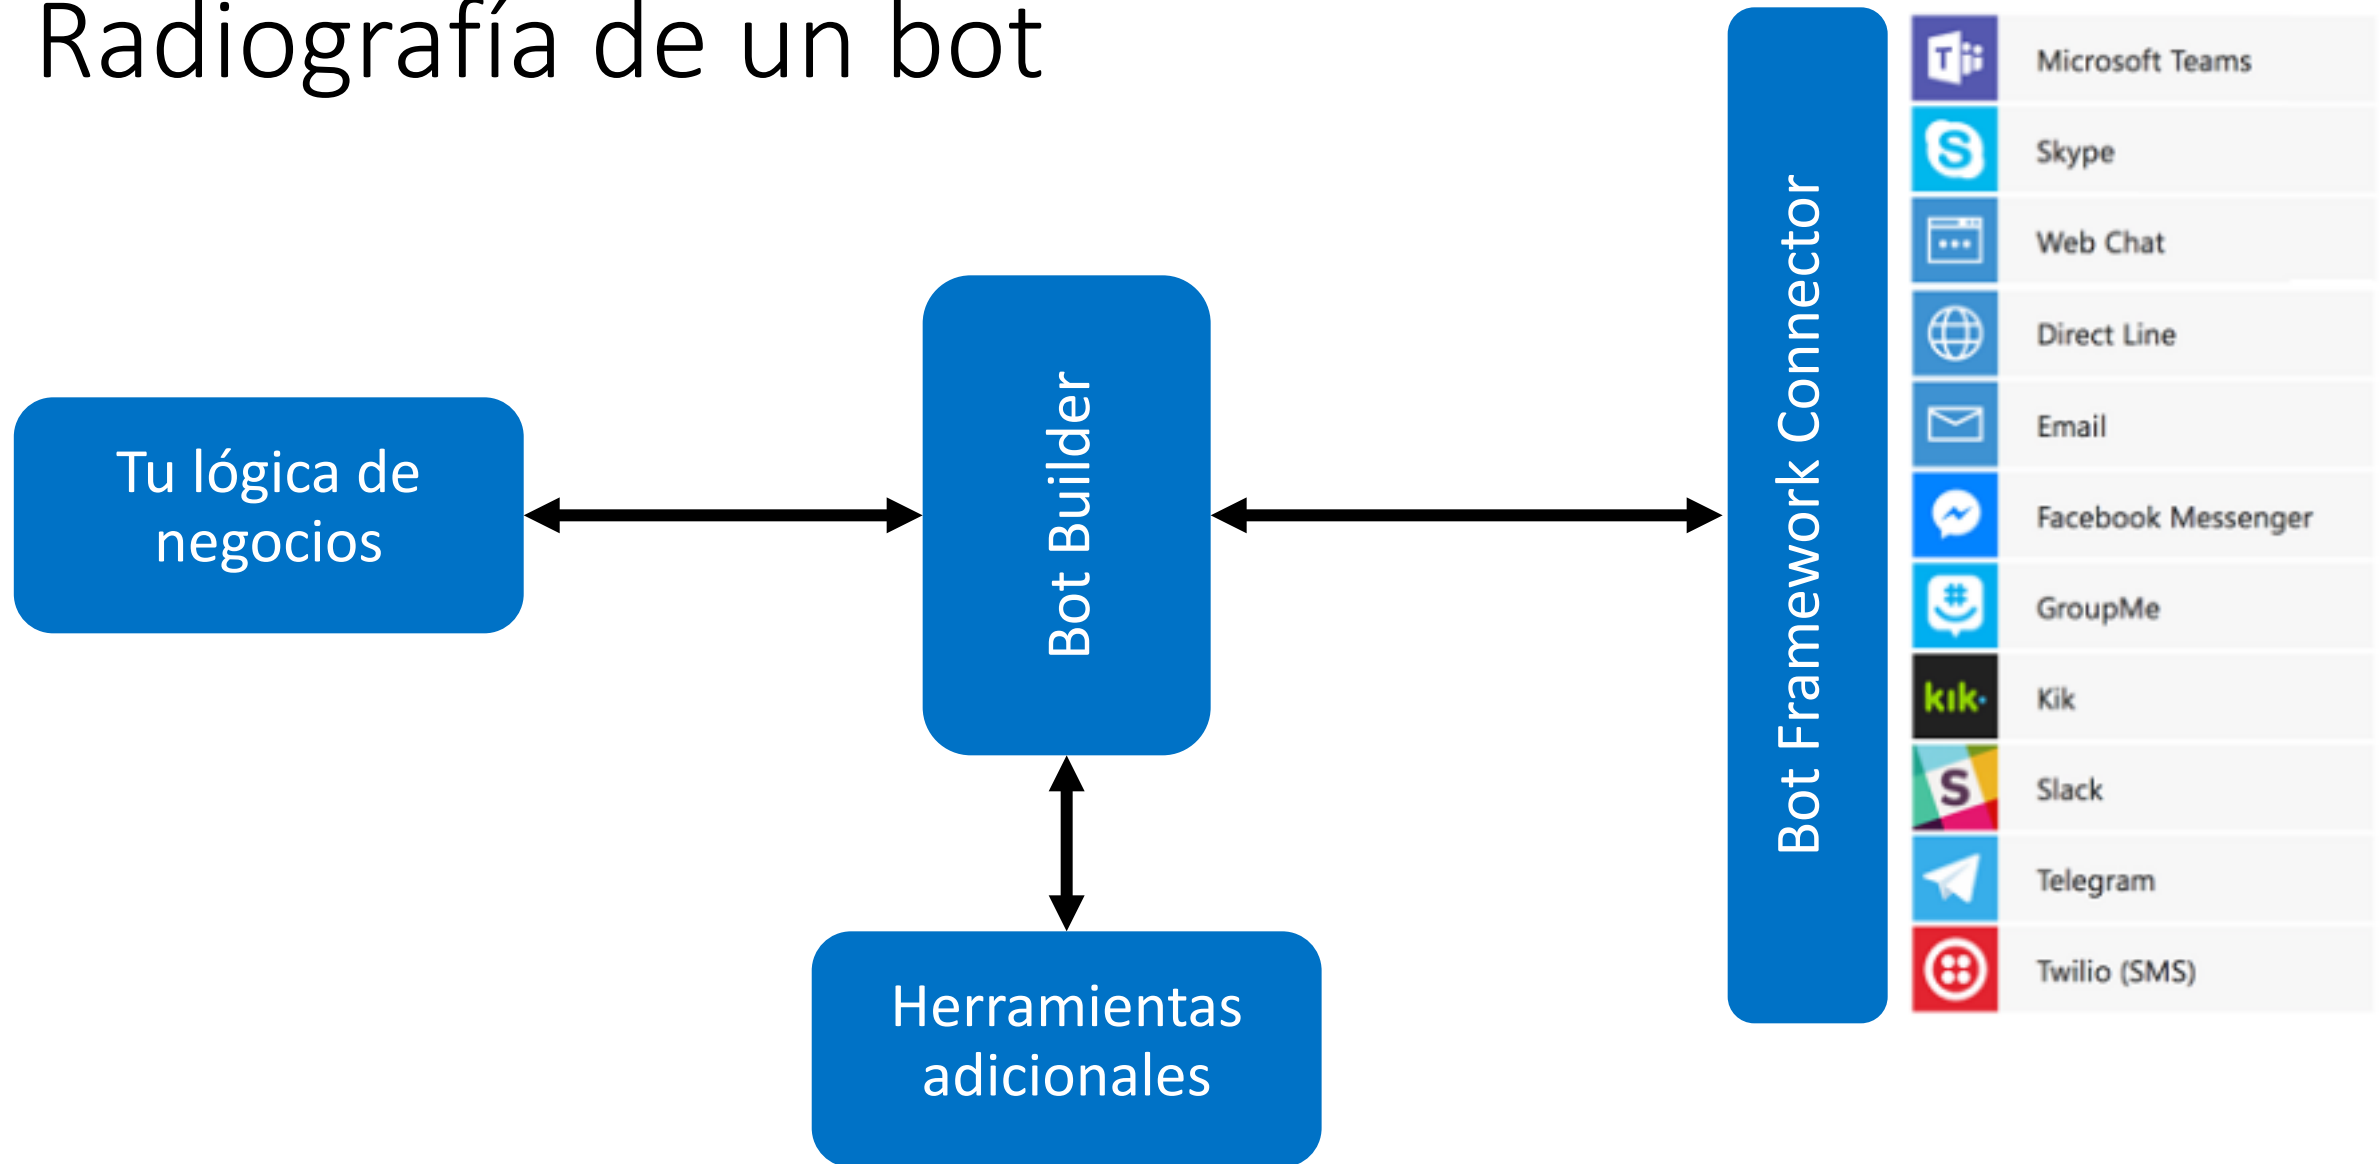 Radiografía de un bot
Tu lógica de
negocios
Bot Builder
Herramientas
adicionales
Bot Framework Connector
Microsoft Teams
Skype
Web Chat
Direct Line
Email
Facebook Messenger
GroupMe
kik
Kik
Slack
Telegram
Twilio (SMS)